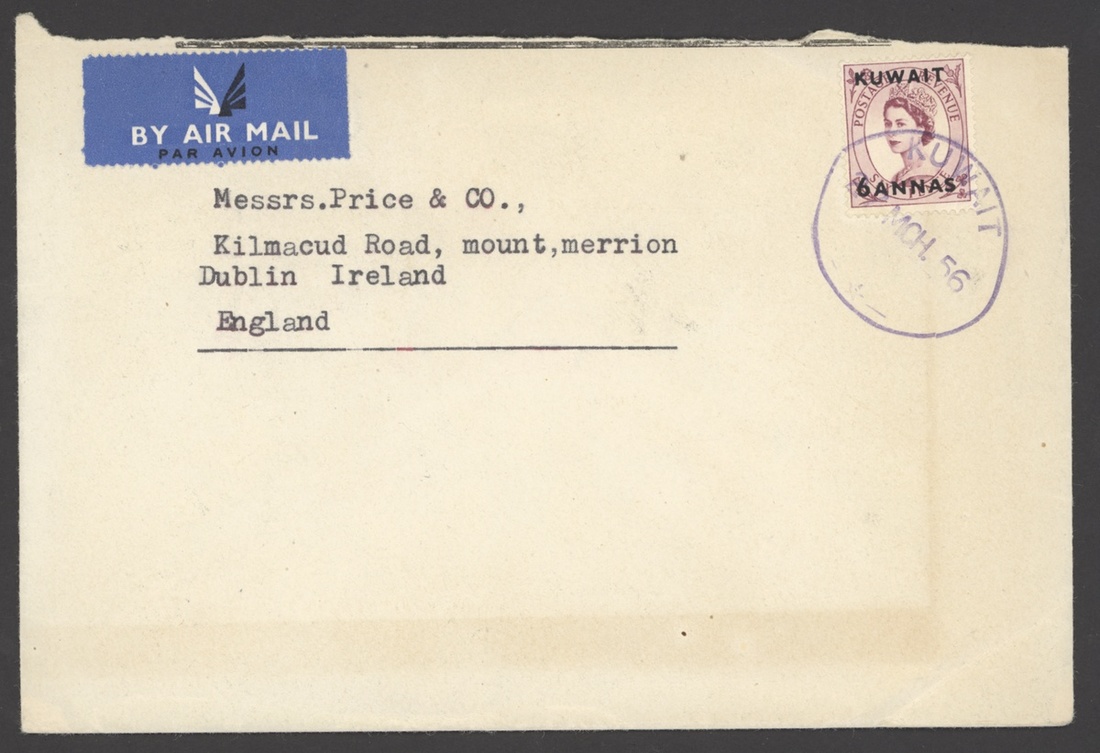 BY AIR MAIL
PAR AVION
KUWAIT
POSTAGE REVENUE
6 ANNAS
KUWAIT
MCH. 56
Messrs.Price & CO.,
Kilmacud Road, mount,merrion
Dublin Ireland
England